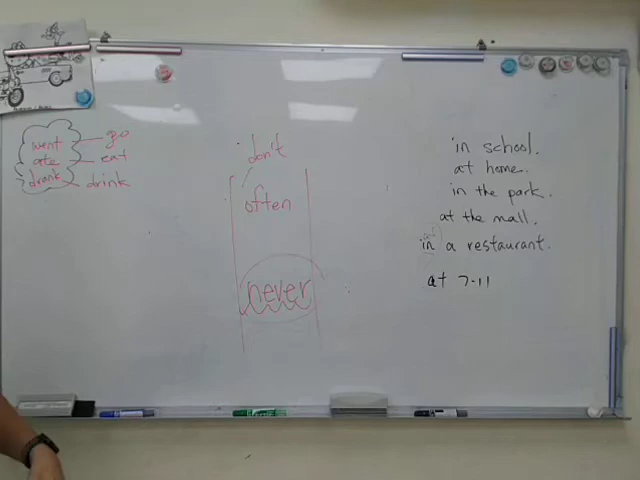 went go
ate eat
drank drink
don't
often
never
in school.
at home.
in the park.
at the mall.
at
in a restaurant.
at 7-11